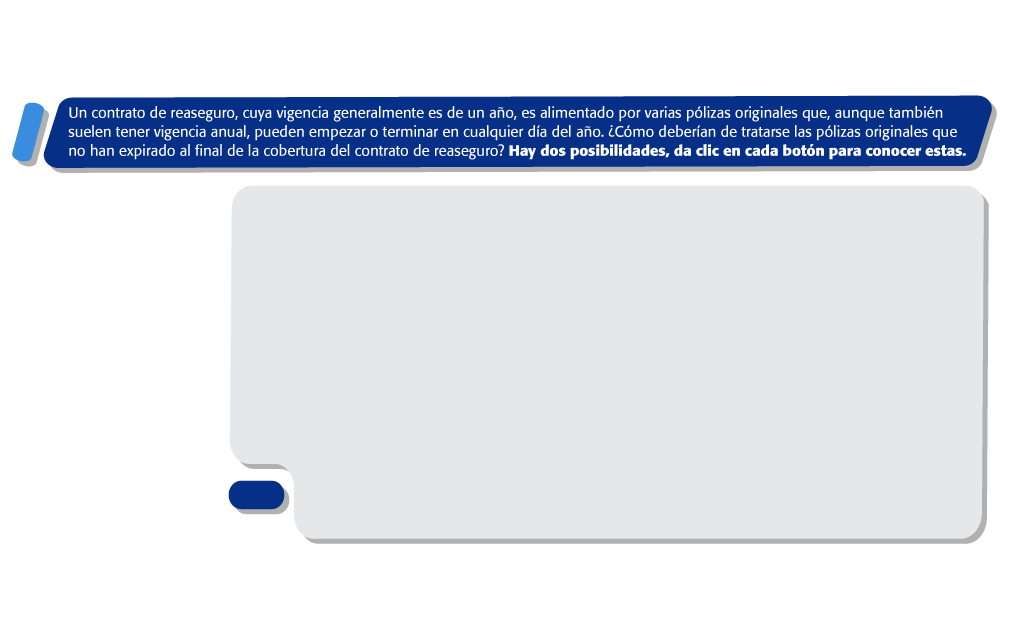 Un contrato de reaseguro, cuya vigencia generalmente es de un año, es alimentado por varias pólizas originales que, aunque también
suelen tener vigencia anual, pueden empezar o terminar en cualquier día del año. ¿Cómo deberían de tratarse las pólizas originales que
no han expirado al final de la cobertura del contrato de reaseguro? Hay dos posibilidades, da clic en cada botón para conocer estas.